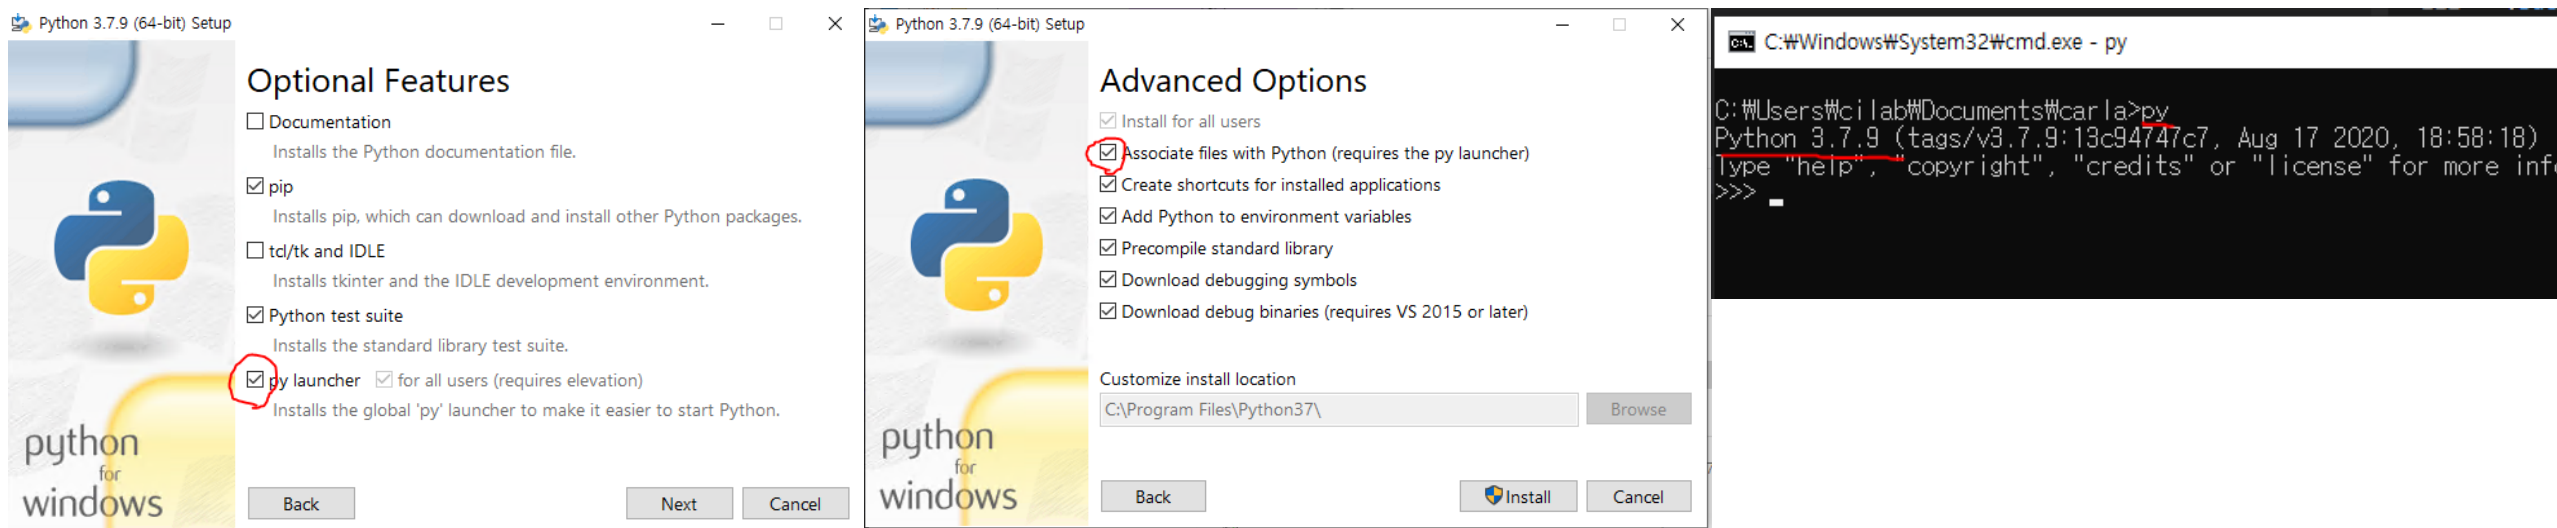 Python 3.7.9 (64-bit) Setup
Optional Features
Documentation
Installs the Python documentation file.
pip
Installs pip, which can download and install other Python packages.
tcl/tk and IDLE
Installs tkinter and the IDLE development environment.
Python test suite
Installs the standard library test suite.
py launcher for all users (requires elevation)
Installs the global 'py' launcher to make it easier to start Python.
python
for
windows
Back
Next
Cancel
Python 3.7.9 (64-bit) Setup
Advanced Options
Install for all users
Associate files with Python (requires the py launcher)
Create shortcuts for installed applications
Add Python to environment variables
Precompile standard library
Download debugging symbols
Download debug binaries (requires VS 2015 or later)
Customize install location
C:\Program Files\Python37\
Browse
python
for
windows
Back
Install
Cancel
C:₩Windows₩System32₩cmd.exe - py
C:₩Users₩cilab₩Documents₩carla>py
Python 3.7.9 (tags/v3.7.9:13c94747c7, Aug 17 2020, 18:58:18)
Type "help", "copyright", "credits" or "license" for more inf
>>>